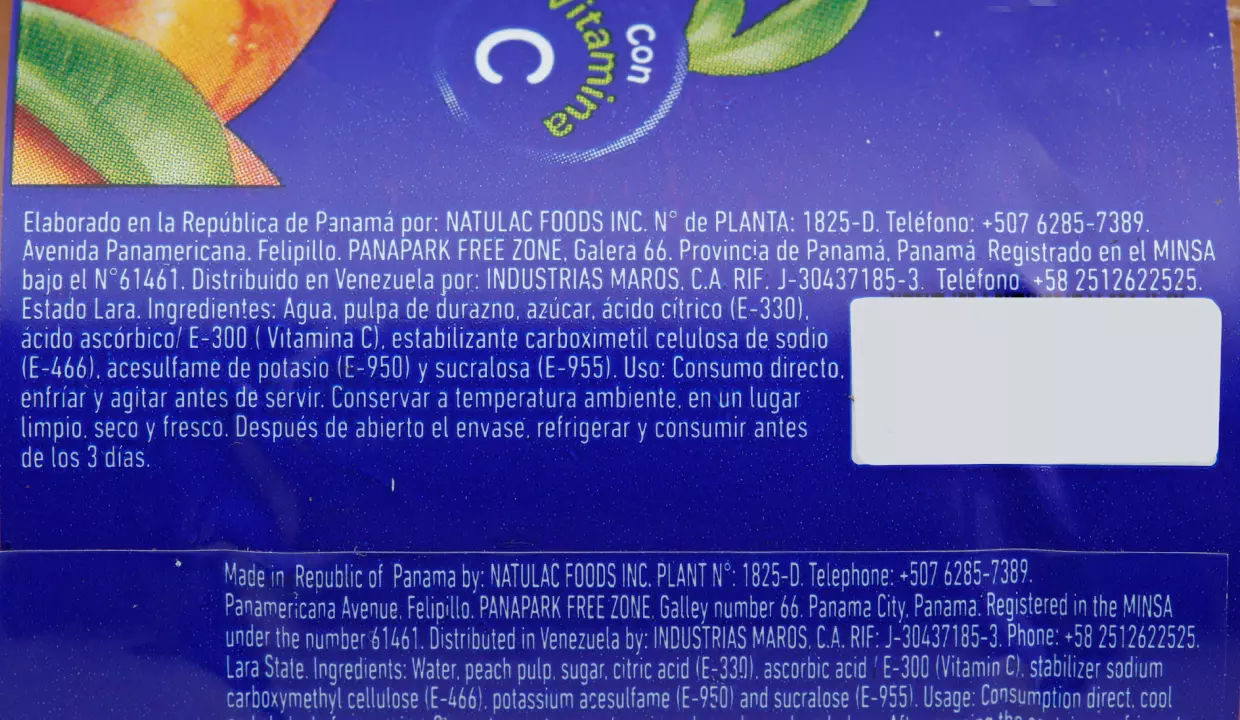 Con
Vitamina
C
Elaborado en la República de Panamá por: NATULAC FOODS INC. N° de PLANTA: 1825-D. Teléfono: +507 6285-7389.
Avenida Panamericana. Felipillo. PANAPARK FREE ZONE, Galera 66. Provincia de Panamá, Panamá. Registrado en el MINSA
bajo el N°61461. Distribuido en Venezuela por: INDUSTRIAS MAROS, C.A. RIF. J-30437185-3. Teléfono +58 2512622525.
Estado Lara. Ingredientes: Agua, pulpa de durazno, azúcar, ácido cítrico (E-330),
ácido ascórbico/ E-300 ( Vitamina C), estabilizante carboximetil celulosa de sodio
(E-466), acesulfame de potasio (E-950) y sucralosa (E-955). Uso: Consumo directo,
enfriar y agitar antes de servir. Conservar a temperatura ambiente, en un lugar
limpio, seco y fresco. Después de abierto el envase, refrigerar y consumir antes
de los 3 días.
Made in Republic of Panama by: NATULAC FOODS INC. PLANT N°: 1825-D. Telephone: +507 6285-7389.
Panamericana Avenue, Felipillo. PANAPARK FREE ZONE, Galley number 66. Panama City, Panama. Registered in the MINSA
under the number 61461. Distributed in Venezuela by: INDUSTRIAS MAROS, C.A. RIF: J-30437185-3. Phone: +58 2512622525.
Lara State. Ingredients: Water, peach pulp, sugar, citric acid (E-330), ascorbic acid / E-300 (Vitamin C), stabilizer sodium
carboxymethyl cellulose (E-466), potassium acesulfame (E-950) and sucralose (E-955). Usage: Consumption direct, cool